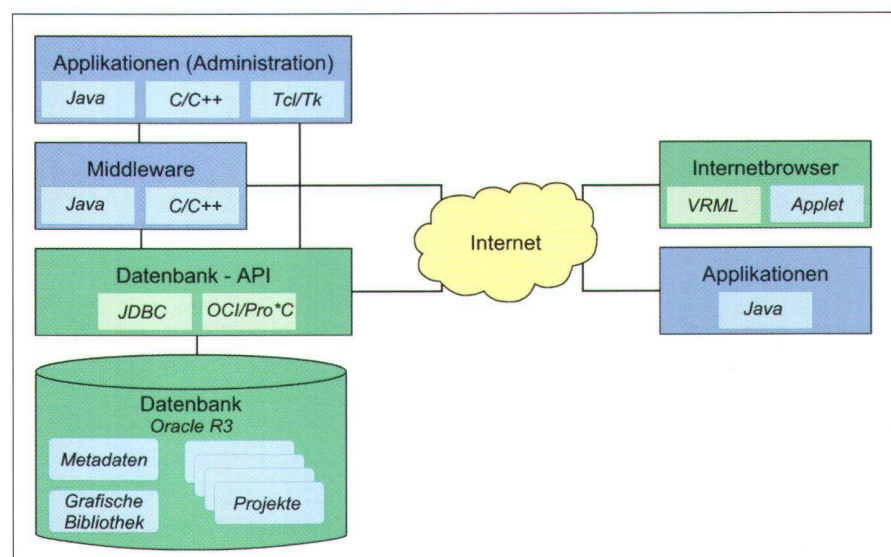 Applikationen (Administration)
Java
C/C++
Tcl/Tk
Middleware
Java
C/C++
Datenbank - API
JDBC
OCI/Pro*C
Datenbank
Oracle R3
Metadaten
Grafische
Bibliothek
Projekte
Internet
Internetbrowser
VRML
Applet
Applikationen
Java